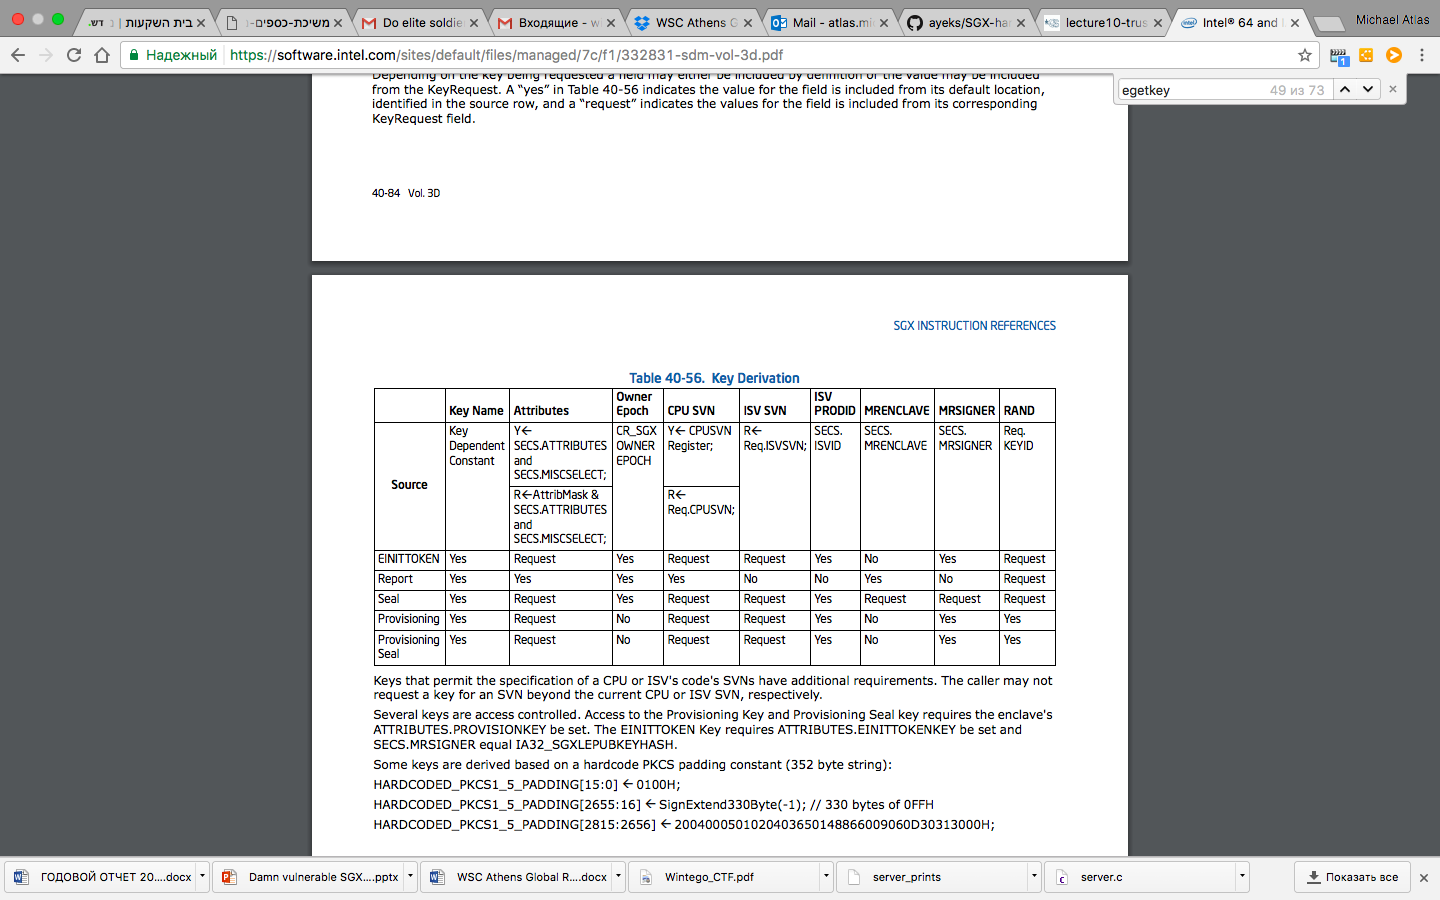 בית השקעות | נ דש.
משיכת-כספים-נ
Do elite soldie
Входящие - w
WSC Athens G
Mail - atlas.mi
ayeks/SGX-ha
lecture10-trus
Intel® 64 and
Michael Atlas
Надежный https://software.intel.com/sites/default/files/managed/7c/f1/332831-sdm-vol-3d.pdf
1
egetkey 49 из 73
Depending on the key being requested a field may either be included by definition or the value may be included
from the KeyRequest. A “yes” in Table 40-56 indicates the value for the field is included from its default location,
identified in the source row, and a “request” indicates the values for the field is included from its corresponding
KeyRequest field.
40-84 Vol. 3D
SGX INSTRUCTION REFERENCES
Table 40-56. Key Derivation
Key Name Attributes Owner Epoch CPU SVN ISV SVN ISV PRODID MRENCLAVE MRSIGNER RAND
Source
Key Dependent Constant
Y← SECS.ATTRIBUTES and SECS.MISCSELECT;
R←AttribMask & SECS.ATTRIBUTES and SECS.MISCSELECT;
CR_SGX OWNER EPOCH
Y← CPUSVN Register;
R← Req.CPUSVN;
R← Req.ISVSVN;
SECS. ISVID
SECS. MRENCLAVE
SECS. MRSIGNER
Req. KEYID
EINITTOKEN Yes Request Yes Request Request Yes No Yes Request
Report Yes Yes Yes Yes No No Yes No Request
Seal Yes Request Yes Request Request Yes Request Request Request
Provisioning Yes Request No Request Request Yes No Yes Yes
Provisioning Seal Yes Request No Request Request Yes No Yes Yes
Keys that permit the specification of a CPU or ISV's code's SVNs have additional requirements. The caller may not
request a key for an SVN beyond the current CPU or ISV SVN, respectively.
Several keys are access controlled. Access to the Provisioning Key and Provisioning Seal key requires the enclave's
ATTRIBUTES.PROVISIONKEY be set. The EINITTOKEN Key requires ATTRIBUTES.EINITTOKENKEY be set and
SECS.MRSIGNER equal IA32_SGXLEPUBKEYHASH.
Some keys are derived based on a hardcode PKCS padding constant (352 byte string):
HARDCODED_PKCS1_5_PADDING[15:0] ← 0100H;
HARDCODED_PKCS1_5_PADDING[2655:16] ← SignExtend330Byte(-1); // 330 bytes of 0FFH
HARDCODED_PKCS1_5_PADDING[2815:2656] ← 2004000501020403650148866009060D30313000H;
ГОДОВОЙ ОТЧЕТ 20....docx
Damn vulnerable SGX....pptx
WSC Athens Global R....docx
Wintego_CTF.pdf
server_prints
server.c
Показать все